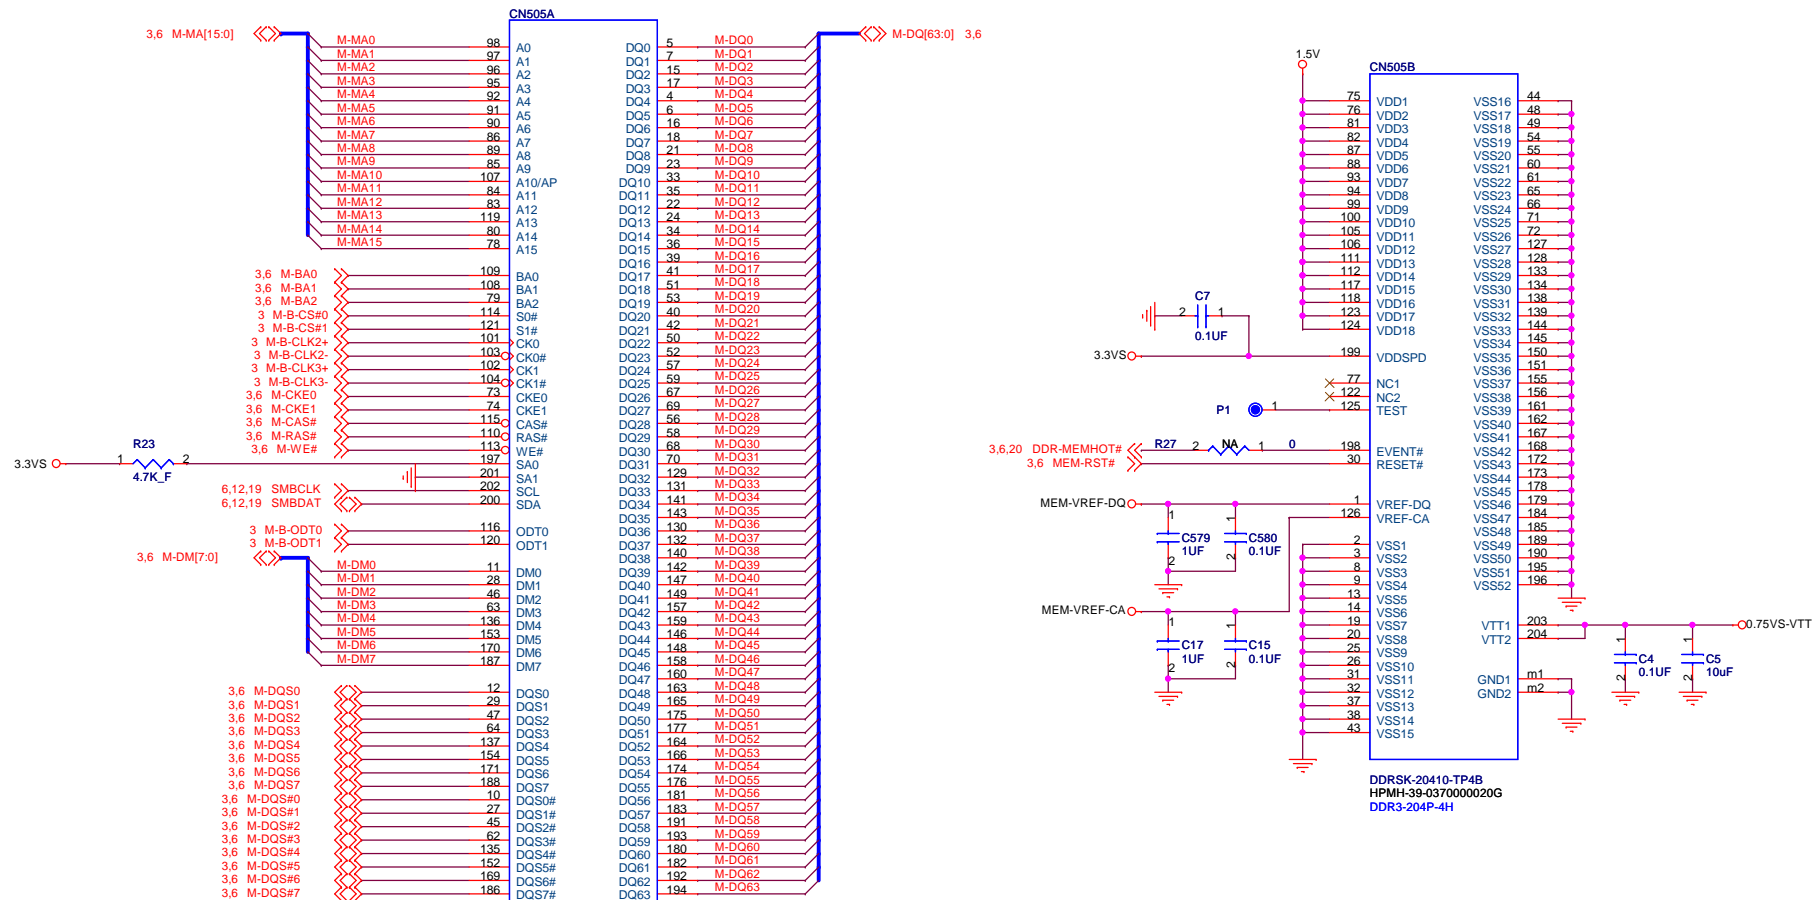 CN505A
3,6 M-MA[15:0]
M-DQ[63:0] 3,6
M-MA0 98 A0 DQ0 5 M-DQ0
M-MA1 97 A1 DQ1 7 M-DQ1
M-MA2 96 A2 DQ2 15 M-DQ2
M-MA3 95 A3 DQ3 17 M-DQ3
M-MA4 92 A4 DQ4 4 M-DQ4
M-MA5 91 A5 DQ5 6 M-DQ5
M-MA6 90 A6 DQ6 16 M-DQ6
M-MA7 86 A7 DQ7 18 M-DQ7
M-MA8 89 A8 DQ8 21 M-DQ8
M-MA9 85 A9 DQ9 23 M-DQ9
M-MA10 107 A10/AP DQ10 33 M-DQ10
M-MA11 84 A11 DQ11 35 M-DQ11
M-MA12 83 A12 DQ12 22 M-DQ12
M-MA13 119 A13 DQ13 24 M-DQ13
M-MA14 80 A14 DQ14 34 M-DQ14
M-MA15 78 A15 DQ15 36 M-DQ15
DQ16 39 M-DQ16
3,6 M-BA0 109 BA0 DQ17 41 M-DQ17
3,6 M-BA1 108 BA1 DQ18 51 M-DQ18
3,6 M-BA2 79 BA2 DQ19 53 M-DQ19
3 M-B-CS#0 114 S0# DQ20 40 M-DQ20
3 M-B-CS#1 121 S1# DQ21 42 M-DQ21
3 M-B-CLK2+ 101 CK0 DQ22 50 M-DQ22
3 M-B-CLK2- 103 CK0# DQ23 52 M-DQ23
3 M-B-CLK3+ 102 CK1 DQ24 57 M-DQ24
3 M-B-CLK3- 104 CK1# DQ25 59 M-DQ25
3,6 M-CKE0 73 CKE0 DQ26 67 M-DQ26
3,6 M-CKE1 74 CKE1 DQ27 69 M-DQ27
3,6 M-CAS# 115 CAS# DQ28 56 M-DQ28
3,6 M-RAS# 110 RAS# DQ29 58 M-DQ29
3,6 M-WE# 113 WE# DQ30 68 M-DQ30
3.3VS 1 R23 2 4.7K_F 197 SA0 DQ31 70 M-DQ31
201 SA1 DQ32 129 M-DQ32
6,12,19 SMBCLK 202 SCL DQ33 131 M-DQ33
6,12,19 SMBDAT 200 SDA DQ34 141 M-DQ34
DQ35 143 M-DQ35
3 M-B-ODT0 116 ODT0 DQ36 130 M-DQ36
3 M-B-ODT1 120 ODT1 DQ37 132 M-DQ37
3,6 M-DM[7:0] DQ38 140 M-DQ38
M-DM0 11 DM0 DQ39 142 M-DQ39
M-DM1 28 DM1 DQ40 147 M-DQ40
M-DM2 46 DM2 DQ41 149 M-DQ41
M-DM3 63 DM3 DQ42 157 M-DQ42
M-DM4 136 DM4 DQ43 159 M-DQ43
M-DM5 153 DM5 DQ44 146 M-DQ44
M-DM6 170 DM6 DQ45 148 M-DQ45
M-DM7 187 DM7 DQ46 158 M-DQ46
DQ47 160 M-DQ47
3,6 M-DQS0 12 DQS0 DQ48 163 M-DQ48
3,6 M-DQS1 29 DQS1 DQ49 165 M-DQ49
3,6 M-DQS2 47 DQS2 DQ50 175 M-DQ50
3,6 M-DQS3 64 DQS3 DQ51 177 M-DQ51
3,6 M-DQS4 137 DQS4 DQ52 164 M-DQ52
3,6 M-DQS5 154 DQS5 DQ53 166 M-DQ53
3,6 M-DQS6 171 DQS6 DQ54 174 M-DQ54
3,6 M-DQS7 188 DQS7 DQ55 176 M-DQ55
3,6 M-DQS#0 10 DQS0# DQ56 181 M-DQ56
3,6 M-DQS#1 27 DQS1# DQ57 183 M-DQ57
3,6 M-DQS#2 45 DQS2# DQ58 191 M-DQ58
3,6 M-DQS#3 62 DQS3# DQ59 193 M-DQ59
3,6 M-DQS#4 135 DQS4# DQ60 180 M-DQ60
3,6 M-DQS#5 152 DQS5# DQ61 182 M-DQ61
3,6 M-DQS#6 169 DQS6# DQ62 192 M-DQ62
3,6 M-DQS#7 186 DQS7# DQ63 194 M-DQ63
1.5V
CN505B
75 VDD1 VSS16 44
76 VDD2 VSS17 48
81 VDD3 VSS18 49
82 VDD4 VSS19 54
87 VDD5 VSS20 55
88 VDD6 VSS21 60
93 VDD7 VSS22 61
94 VDD8 VSS23 65
99 VDD9 VSS24 66
100 VDD10 VSS25 71
105 VDD11 VSS26 72
106 VDD12 VSS27 127
111 VDD13 VSS28 128
112 VDD14 VSS29 133
117 VDD15 VSS30 134
118 VDD16 VSS31 138
123 VDD17 VSS32 139
124 VDD18 VSS33 144
C7
2 1
0.1UF
VSS34 145
3.3VS 199 VDDSPD VSS35 150
VSS36 151
77 NC1 VSS37 155
122 NC2 VSS38 156
P1 1 125 TEST VSS39 161
VSS40 162
VSS41 167
3,6,20 DDR-MEMHOT# R27 2 NA 1 0 198 EVENT# VSS42 168
3,6 MEM-RST# 30 RESET# VSS43 172
VSS44 173
VSS45 178
MEM-VREF-DQ 1 VREF-DQ VSS46 179
126 VREF-CA VSS47 184
VSS48 185
1 C579 1UF 2
1 C580 0.1UF 2
2 VSS1 VSS49 189
3 VSS2 VSS50 190
8 VSS3 VSS51 195
9 VSS4 VSS52 196
13 VSS5
MEM-VREF-CA 14 VSS6
19 VSS7 VTT1 203 0.75VS-VTT
20 VSS8 VTT2 204
1 C17 1UF 2
1 C15 0.1UF 2
1 C4 0.1UF 2
1 C5 10uF 2
25 VSS9
26 VSS10
31 VSS11 GND1 m1
32 VSS12 GND2 m2
37 VSS13
38 VSS14
43 VSS15
DDRSK-20410-TP4B
HPMH-39-0370000020G
DDR3-204P-4H